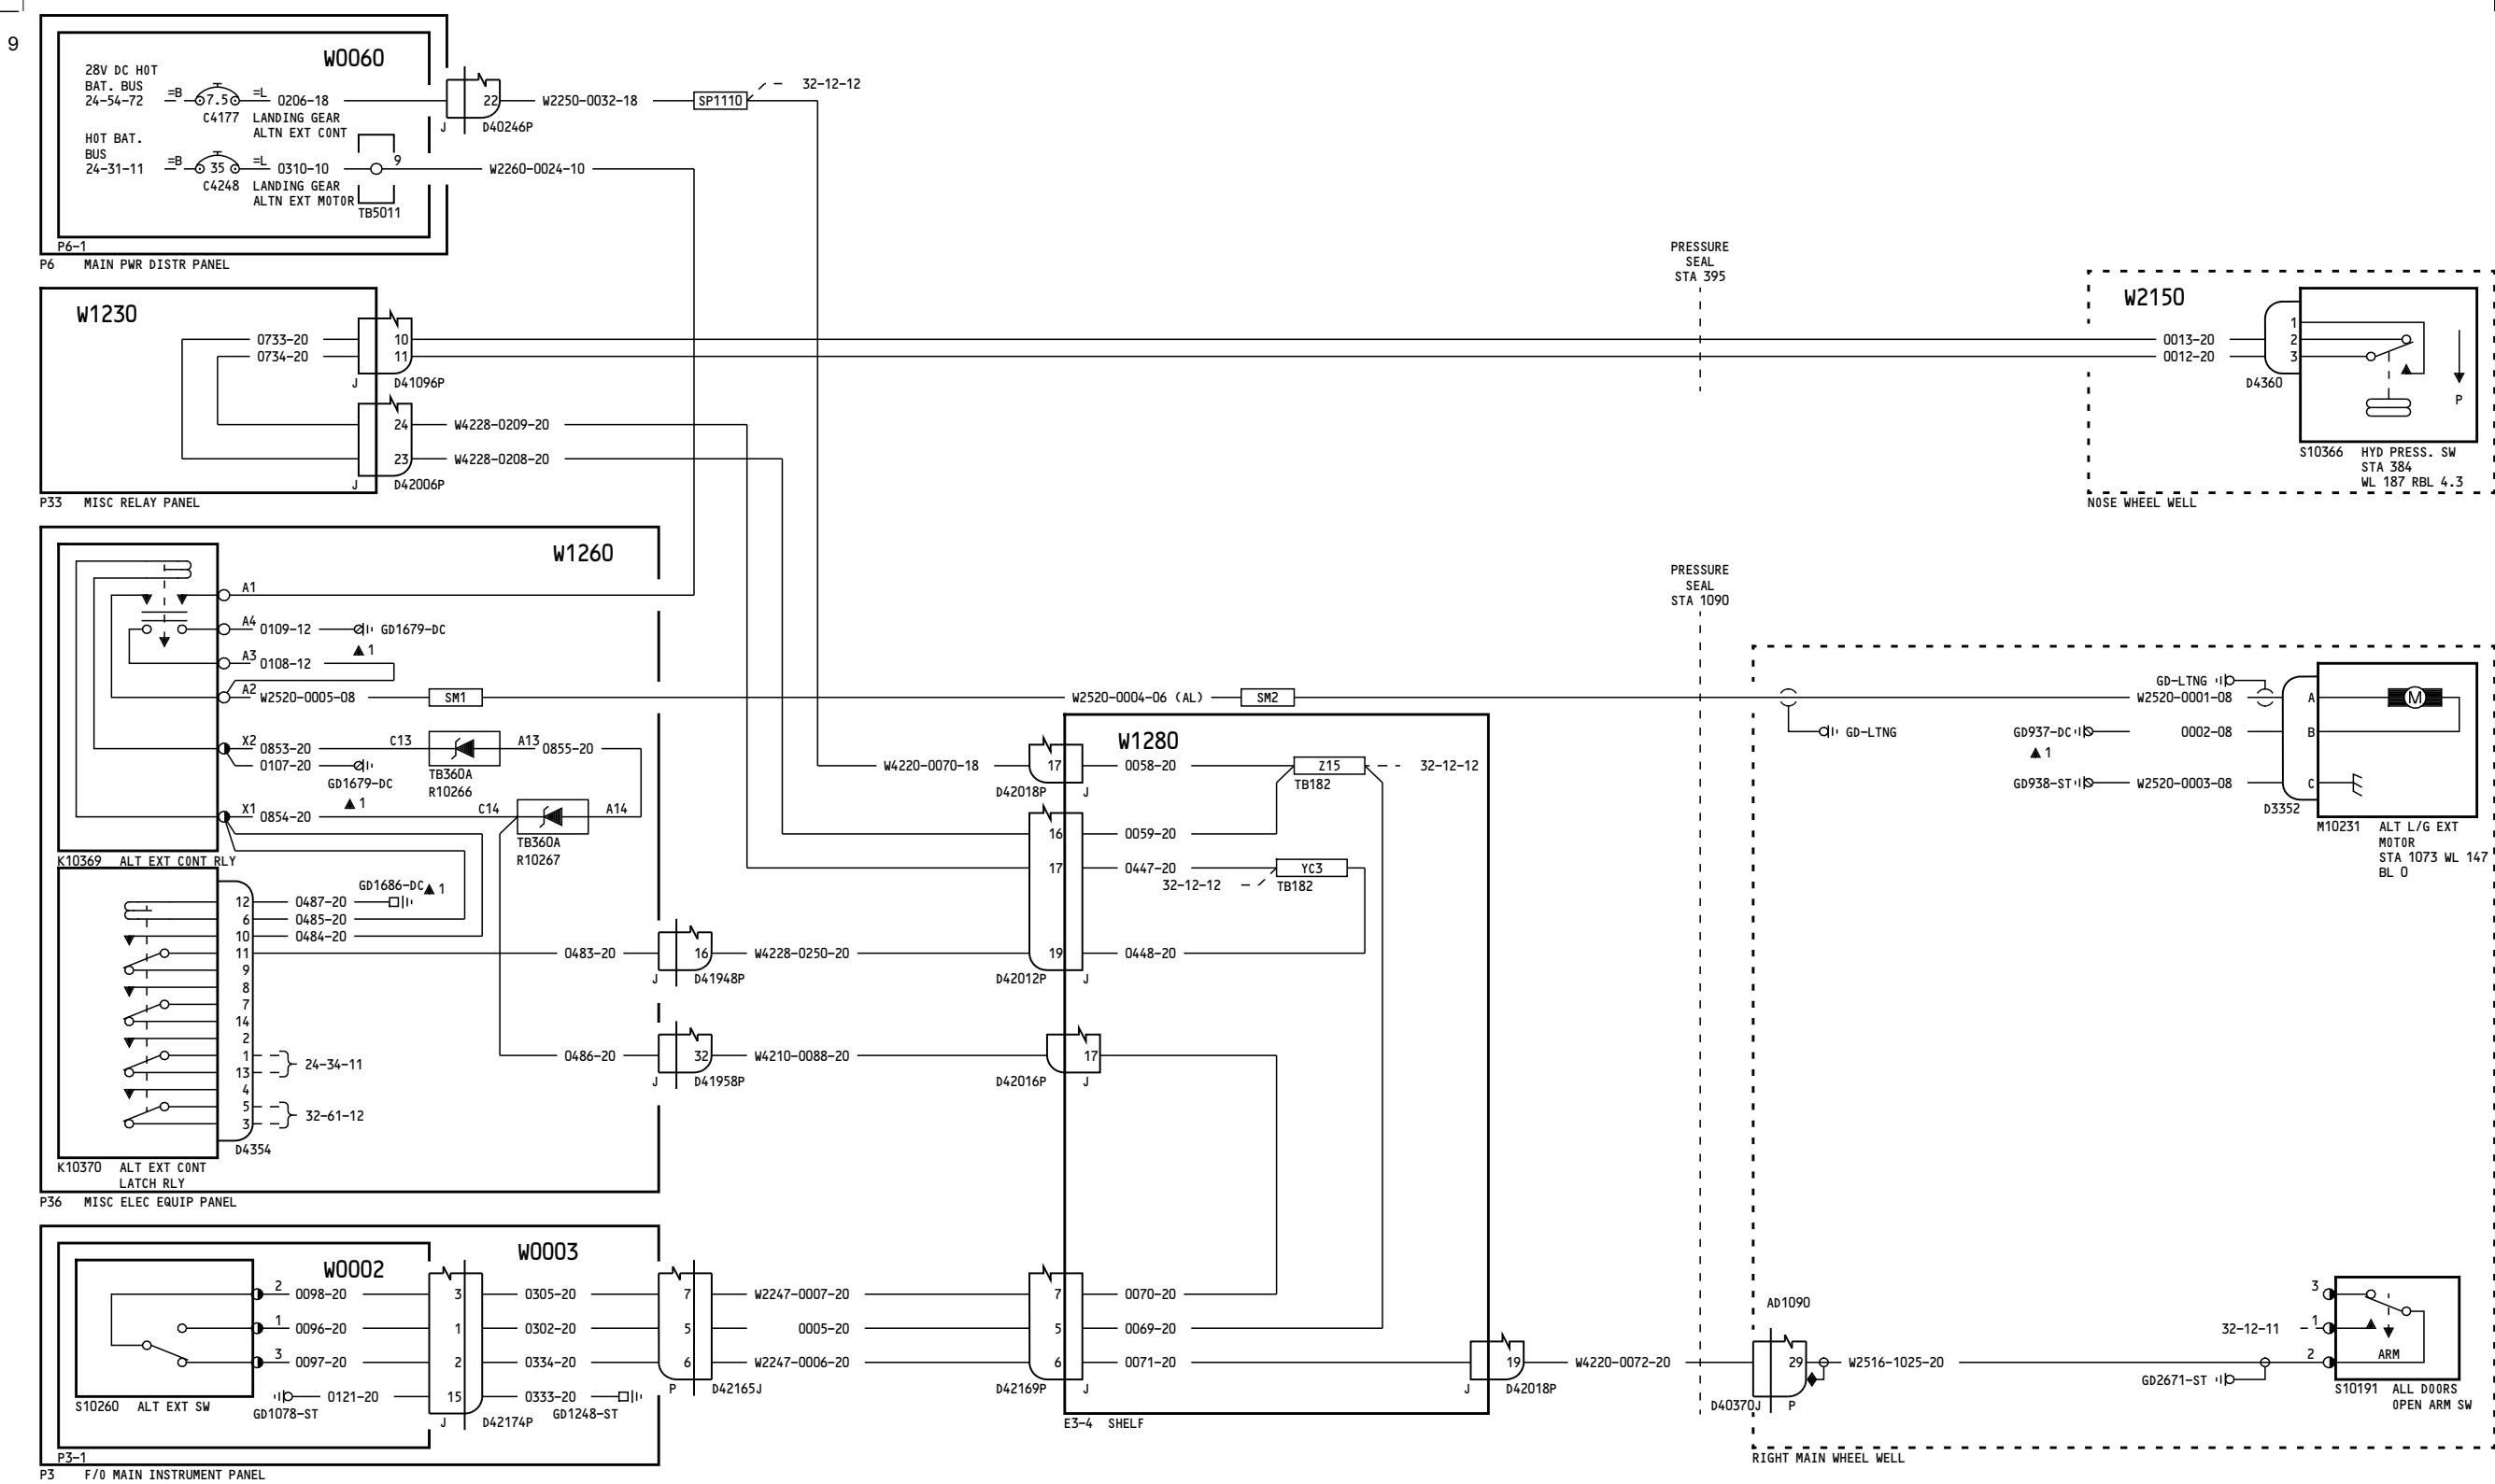 9
W0060
28V DC HOT
BAT. BUS
24-54-72
=B
7.5
=L
0206-18
C4177
LANDING GEAR
ALTN EXT CONT
22
J
D40246P
W2250-0032-18
SP1110
32-12-12
HOT BAT.
BUS
24-31-11
=B
35
=L
0310-10
C4248
LANDING GEAR
ALTN EXT MOTOR
9
TB5011
W2260-0024-10
P6-1
P6 MAIN PWR DISTR PANEL
PRESSURE
SEAL
STA 395
W1230
0733-20
0734-20
10
11
J
D41096P
24
W4228-0209-20
23
W4228-0208-20
J
D42006P
P33 MISC RELAY PANEL
W2150
0013-20
0012-20
1
2
3
D4360
P
S10366
HYD PRESS. SW
STA 384
WL 187 RBL 4.3
NOSE WHEEL WELL
W1260
A1
A4
0109-12
GD1679-DC
1
A3
0108-12
A2
W2520-0005-08
SM1
W2520-0004-06 (AL)
SM2
X2
0853-20
C13
A13
0855-20
0107-20
GD1679-DC
1
TB360A
R10266
X1
0854-20
C14
A14
TB360A
R10267
K10369 ALT EXT CONT RLY
GD1686-DC
1
12
0487-20
6
0485-20
10
0484-20
11
0483-20
16
W4228-0250-20
J
D41948P
9
8
7
14
2
1
13
24-34-11
4
5
3
32-61-12
D4354
0486-20
32
W4210-0088-20
J
D41958P
K10370
ALT EXT CONT
LATCH RLY
P36 MISC ELEC EQUIP PANEL
PRESSURE
SEAL
STA 1090
W1280
W4220-0070-18
17
0058-20
D42018P
J
Z15
TB182
32-12-12
16
0059-20
17
0447-20
YC3
TB182
32-12-12
19
0448-20
D42012P
J
17
D42016P
J
GD-LTNG
GD-LTNG
W2520-0001-08
A
M
GD937-DC
1
0002-08
B
GD938-ST
W2520-0003-08
C
D3352
M10231
ALT L/G EXT
MOTOR
STA 1073 WL 147
BL 0
W0002
W0003
2
0098-20
3
0305-20
7
W2247-0007-20
7
0070-20
1
0096-20
1
0302-20
5
0005-20
5
0069-20
3
0097-20
2
0334-20
6
W2247-0006-20
6
0071-20
19
W4220-0072-20
S10260 ALT EXT SW
0121-20
GD1078-ST
15
0333-20
GD1248-ST
J
D42174P
P
D42165J
D42169P
J
J
D42018P
E3-4 SHELF
P3-1
P3 F/O MAIN INSTRUMENT PANEL
AD1090
29
W2516-1025-20
D40370J
P
3
32-12-11
1
2
ARM
GD2671-ST
S10191
ALL DOORS
OPEN ARM SW
RIGHT MAIN WHEEL WELL